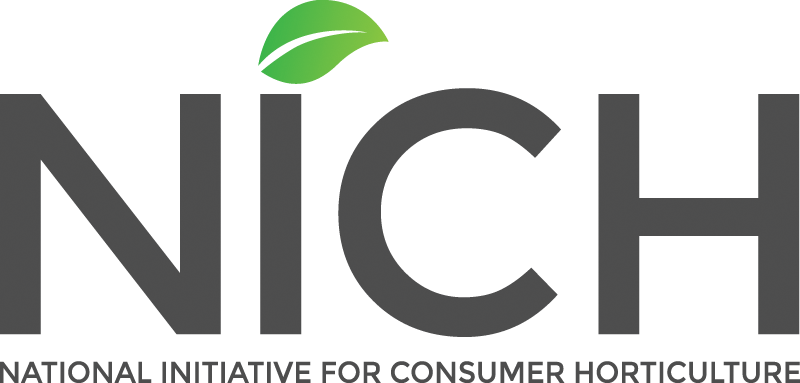 NICH
NATIONAL INITIATIVE FOR CONSUMER HORTICULTURE